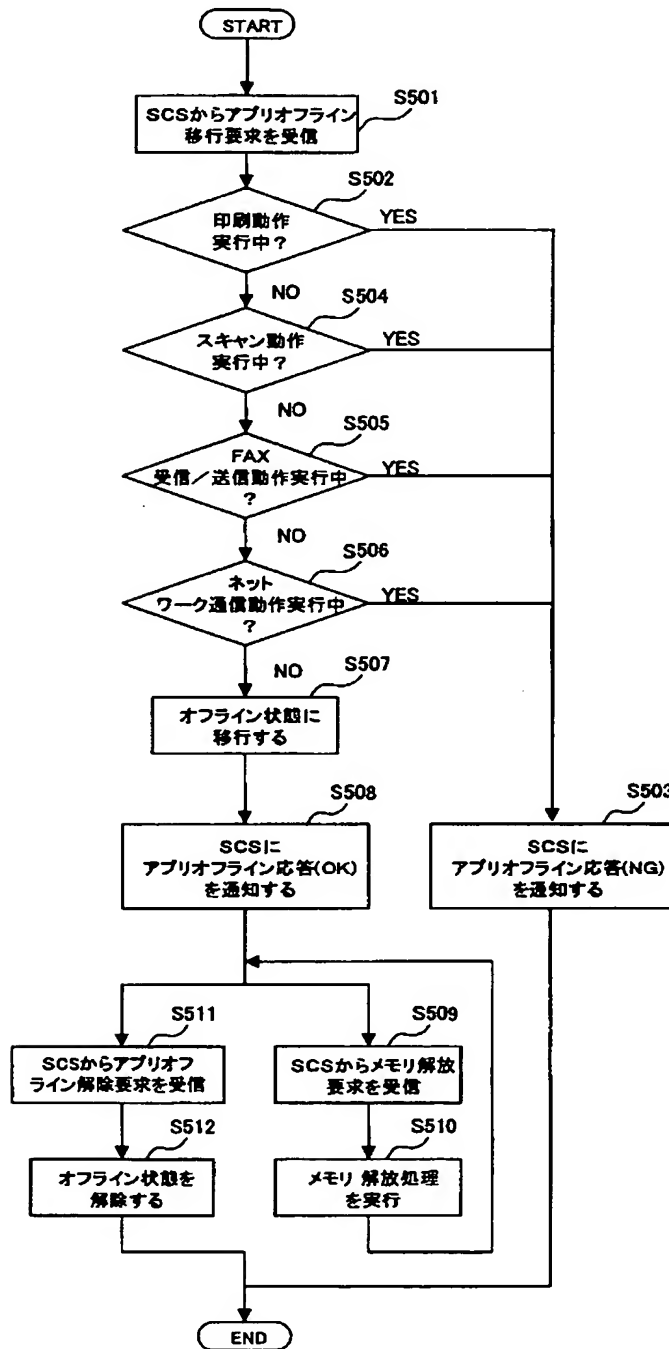 START
S501
SCSからアプリオフライン
移行要求を受信
S502
印刷動作
実行中？
YES
NO
S504
スキャン動作
実行中？
YES
NO
S505
FAX
受信／送信動作実行中
？
YES
NO
S506
ネット
ワーク通信動作実行中
？
YES
NO
S507
オフライン状態に
移行する
S508
SCSに
アプリオフライン応答(OK)
を通知する
S503
SCSに
アプリオフライン応答(NG)
を通知する
S511
SCSからアプリオフ
ライン解除要求を受信
S509
SCSからメモリ解放
要求を受信
S512
オフライン状態を
解除する
S510
メモリ 解放処理
を実行
END